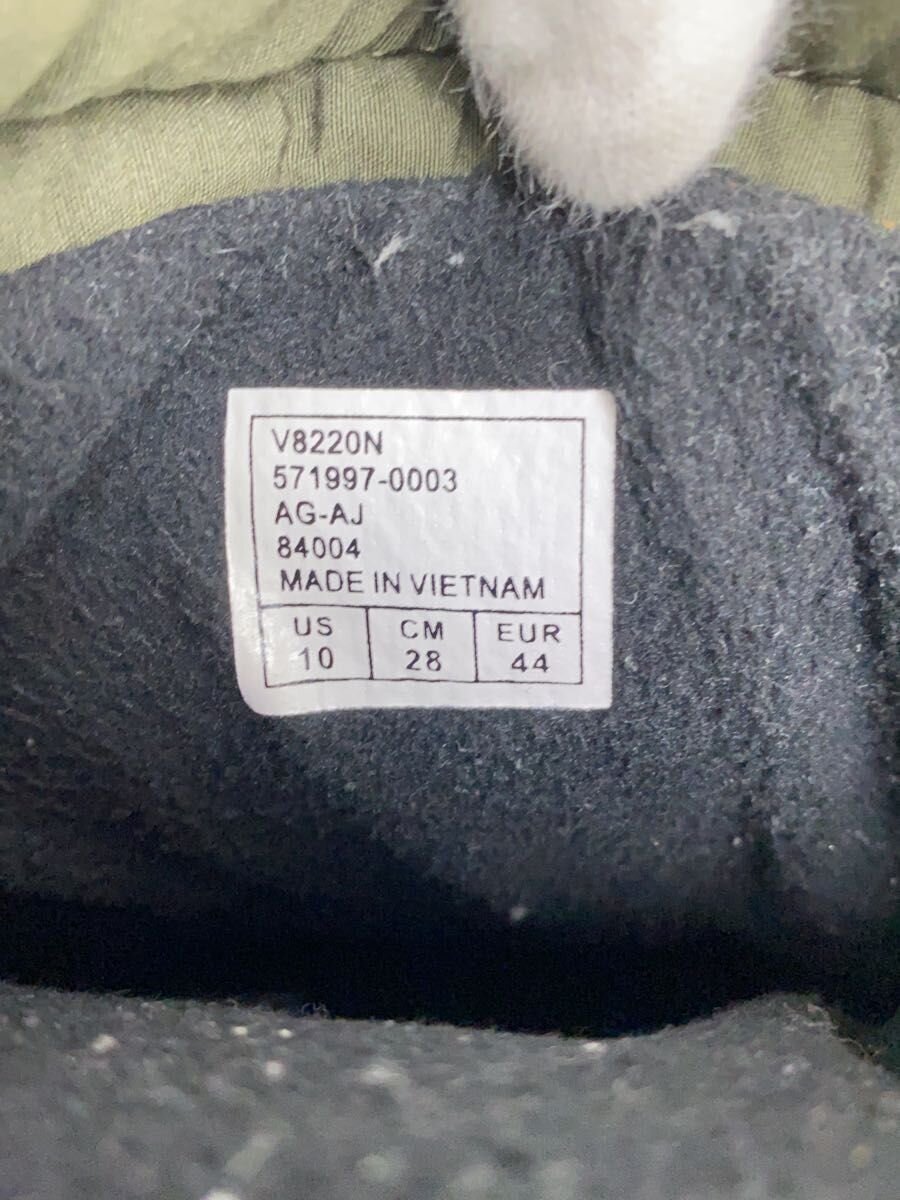 V8220N
571997-0003
AG-AJ
84004
MADE IN VIETNAM
US CM EUR
10 28 44